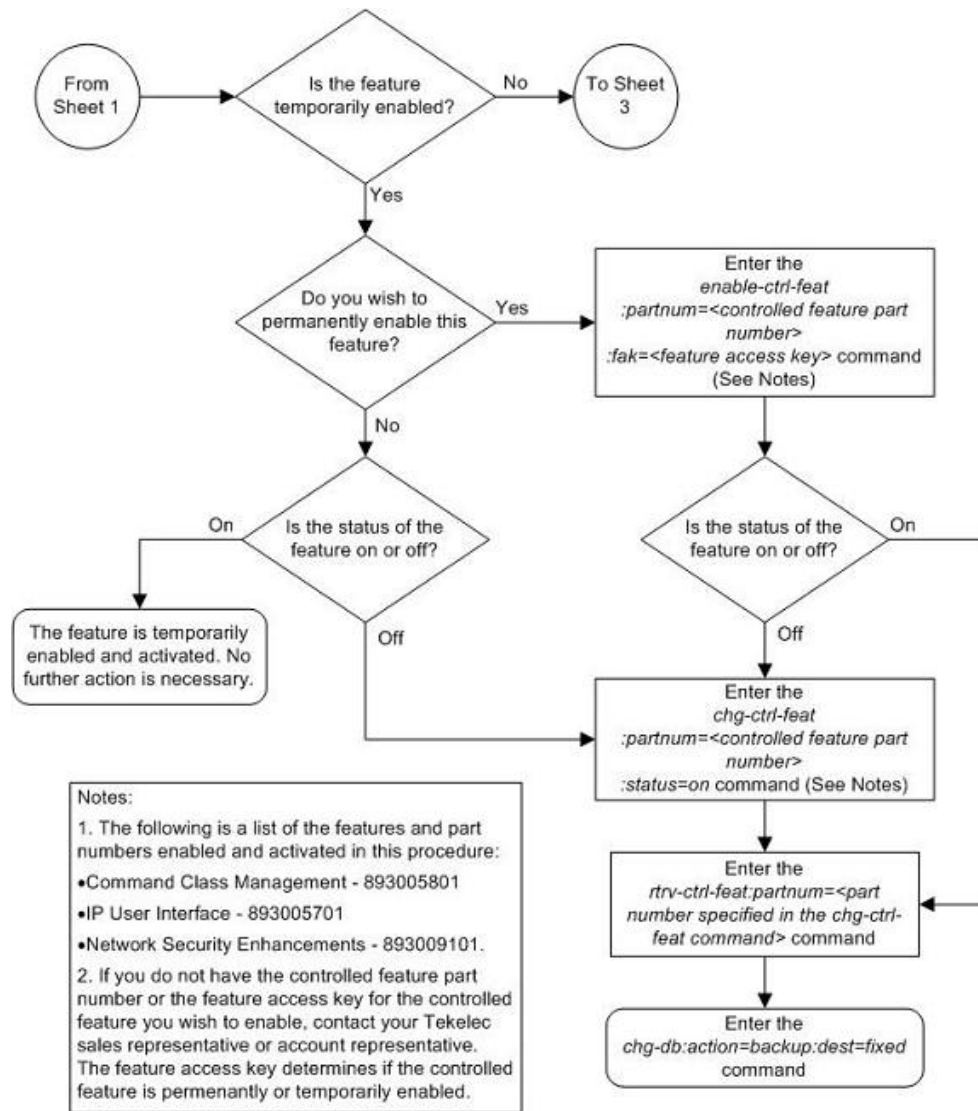 From
Sheet 1
Is the feature
temporarily enabled?
No
To Sheet
3
Yes
Do you wish to
permanently enable this
feature?
Yes
Enter the
enable-ctrl-feat
:partnum=<controlled feature part
number>
:fak=<feature access key> command
(See Notes)
No
On
Is the status of the
feature on or off?
Is the status of the
feature on or off?
On
The feature is temporarily
enabled and activated. No
further action is necessary.
Off
Off
Enter the
chg-ctrl-feat
:partnum=<controlled feature part
number>
:status=on command (See Notes)
Notes:
1. The following is a list of the features and part
numbers enabled and activated in this procedure:
•Command Class Management - 893005801
•IP User Interface - 893005701
•Network Security Enhancements - 893009101.
2. If you do not have the controlled feature part
number or the feature access key for the controlled
feature you wish to enable, contact your Tekelec
sales representative or account representative.
The feature access key determines if the controlled
feature is permenantly or temporarily enabled.
Enter the
rtrv-ctrl-feat:partnum=<part
number specified in the chg-ctrl-
feat command> command
Enter the
chg-db:action=backup:dest=fixed
command